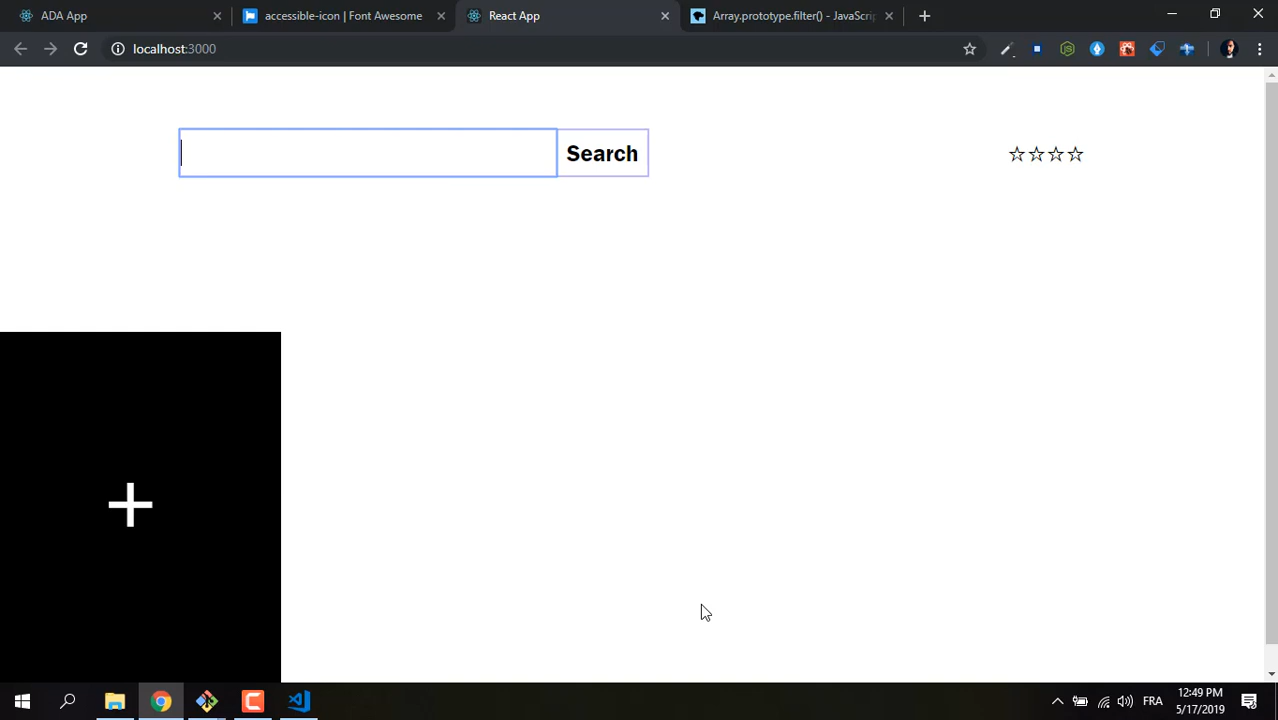 ADA App
accessible-icon | Font Awesome
React App
Array.prototype.filter() - JavaScrip
localhost:3000
Search
☆☆☆☆
+
FRA
12:49 PM
5/17/2019